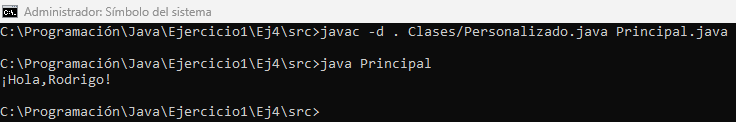 Administrador: Símbolo del sistema
C:\Programación\Java\Ejercicio1\Ej4\src>javac -d . Clases/Personalizado.java Principal.java
C:\Programación\Java\Ejercicio1\Ej4\src>java Principal
¡Hola,Rodrigo!
C:\Programación\Java\Ejercicio1\Ej4\src>